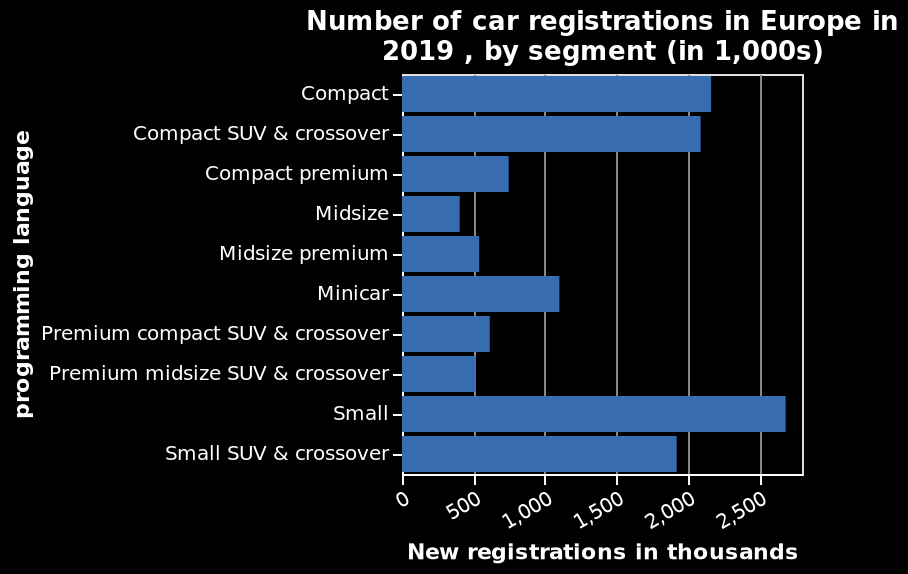 Number of car registrations in Europe in
2019 , by segment (in 1,000s)
programming language
Compact
Compact SUV & crossover
Compact premium
Midsize
Midsize premium
Minicar
Premium compact SUV & crossover
Premium midsize SUV & crossover
Small
Small SUV & crossover
0
500
1,000
1,500
2,000
2,500
New registrations in thousands